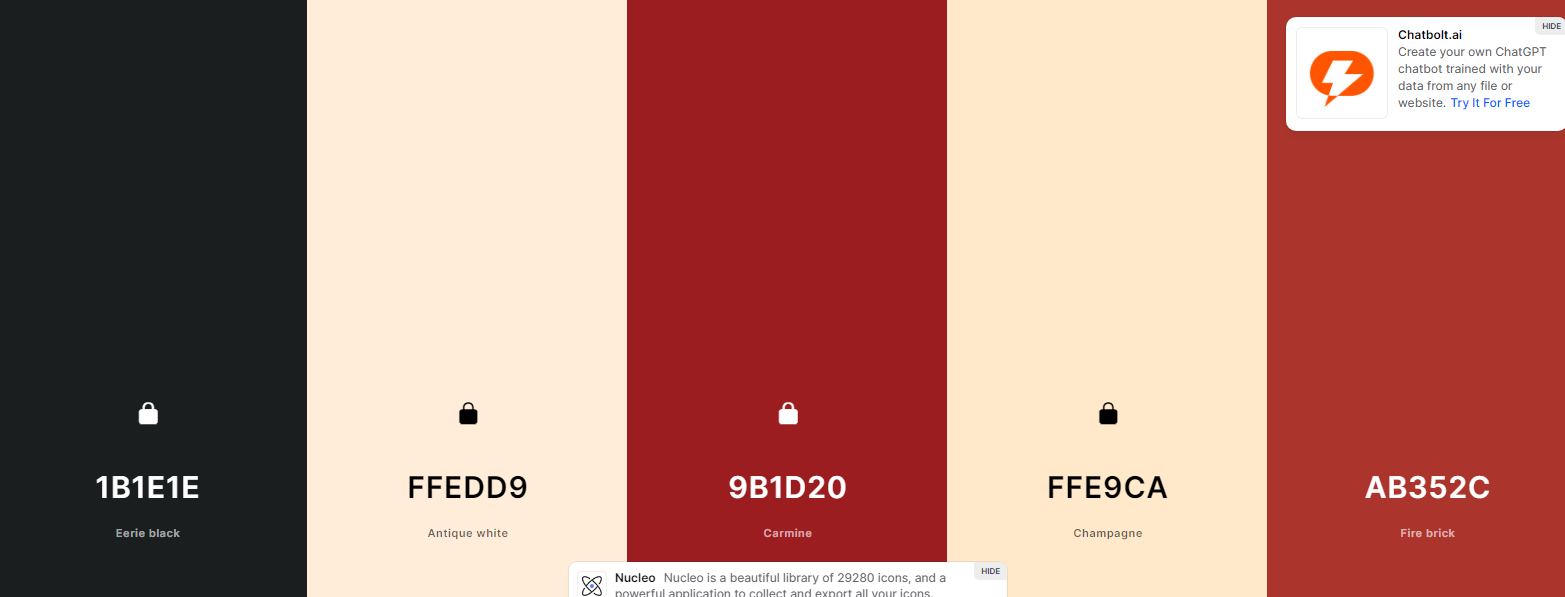 HIDE
Chatbolt.ai
Create your own ChatGPT
chatbot trained with your
data from any file or
website. Try It For Free
1B1E1E
Eerie black
FFEDD9
Antique white
9B1D20
Carmine
FFE9CA
Champagne
AB352C
Fire brick
HIDE
Nucleo Nucleo is a beautiful library of 29280 icons, and a
powerful application to collect and export all your icons.